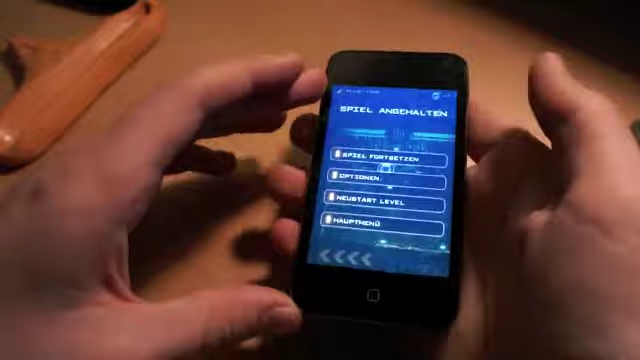 SPIEL ANGEHALTEN
SPIEL FORTSETZEN
OPTIONEN
NEUSTART LEVEL
HAUPTMENÜ